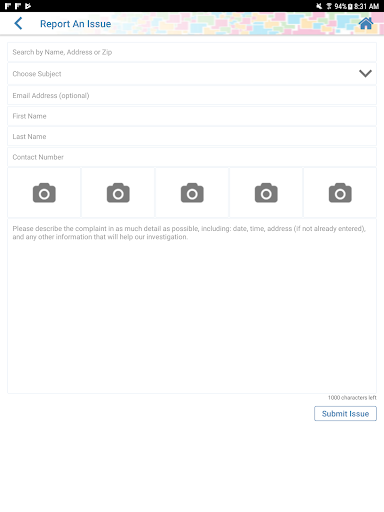 94% 8:31 AM
Report An Issue
Search by Name, Address or Zip
Choose Subject
Email Address (optional)
First Name
Last Name
Contact Number
Please describe the complaint in as much detail as possible, including: date, time, address (if not already entered),
and any other information that will help our investigation.
1000 characters left
Submit Issue